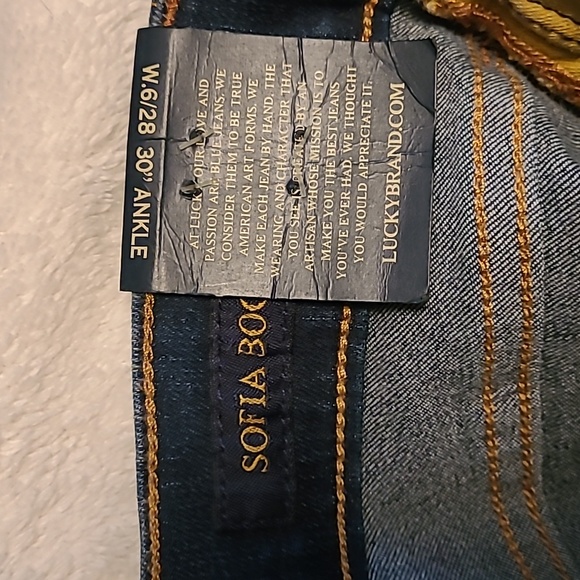 W.6/28 30" ANKLE
AT LUCKY, OUR LOVE AND
PASSION ARE BLUE JEANS. WE
CONSIDER THEM TO BE TRUE
AMERICAN ART FORMS. WE
MAKE EACH JEAN BY HAND. THE
WEARING AND CHARACTER THAT
YOU SEE IS CREATED BY AN
ARTISAN WHOSE MISSION IS TO
MAKE YOU THE BEST JEANS
YOU'VE EVER HAD. WE THOUGHT
YOU WOULD APPRECIATE IT.
LUCKYBRAND.COM
SOFIA BOO